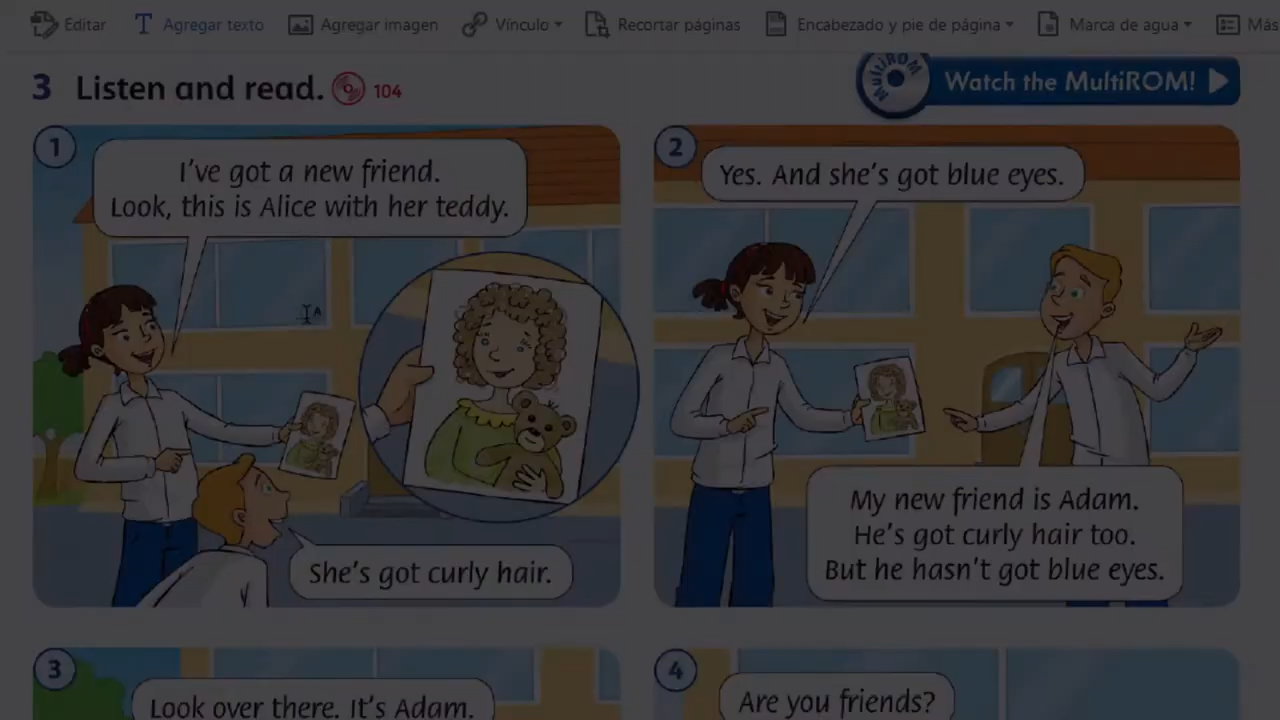 Editar Agregar texto Agregar imagen Vínculo Recortar páginas Encabezado y pie de página Marca de agua Más
3 Listen and read. 104
MultiROM
Watch the MultiROM!
1
I've got a new friend.
Look, this is Alice with her teddy.
She's got curly hair.
2
Yes. And she's got blue eyes.
My new friend is Adam.
He's got curly hair too.
But he hasn't got blue eyes.
3
Look over there. It's Adam.
4
Are you friends?